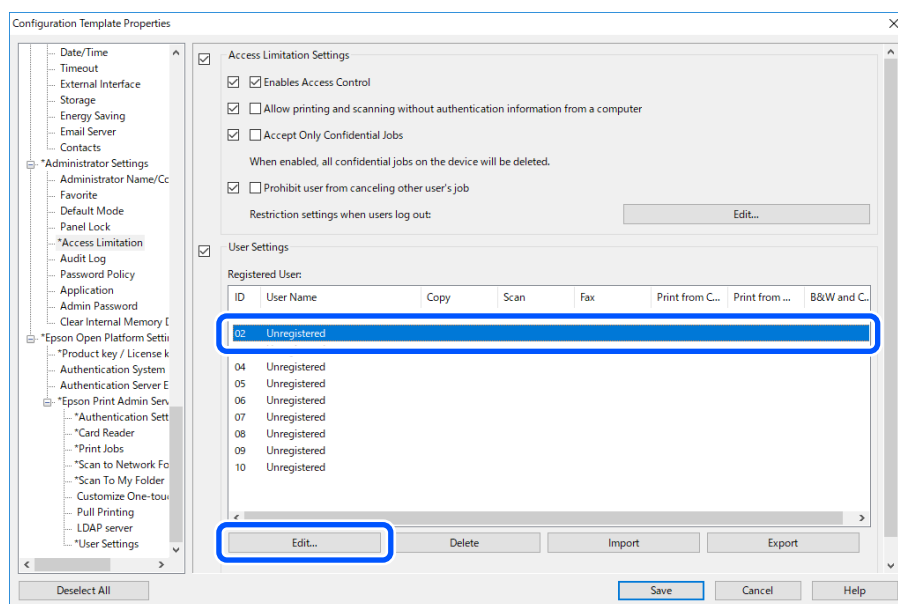 Configuration Template Properties
Date/Time
Timeout
External Interface
Storage
Energy Saving
Email Server
Contacts
*Administrator Settings
Administrator Name/Cc
Favorite
Default Mode
Panel Lock
*Access Limitation
Audit Log
Password Policy
Application
Admin Password
Clear Internal Memory D
*Epson Open Platform Settin
*Product key / License k
Authentication System
Authentication Server E
*Epson Print Admin Serv
*Authentication Sett
*Card Reader
*Print Jobs
*Scan to Network Fo
*Scan To My Folder
Customize One-tou
Pull Printing
LDAP server
*User Settings
Access Limitation Settings
Enables Access Control
Allow printing and scanning without authentication information from a computer
Accept Only Confidential Jobs
When enabled, all confidential jobs on the device will be deleted.
Prohibit user from canceling other user's job
Restriction settings when users log out: Edit...
User Settings
Registered User:
ID User Name Copy Scan Fax Print from C... Print from ... B&W and C..
02 Unregistered
04 Unregistered
05 Unregistered
06 Unregistered
07 Unregistered
08 Unregistered
09 Unregistered
10 Unregistered
Edit... Delete Import Export
Deselect All Save Cancel Help